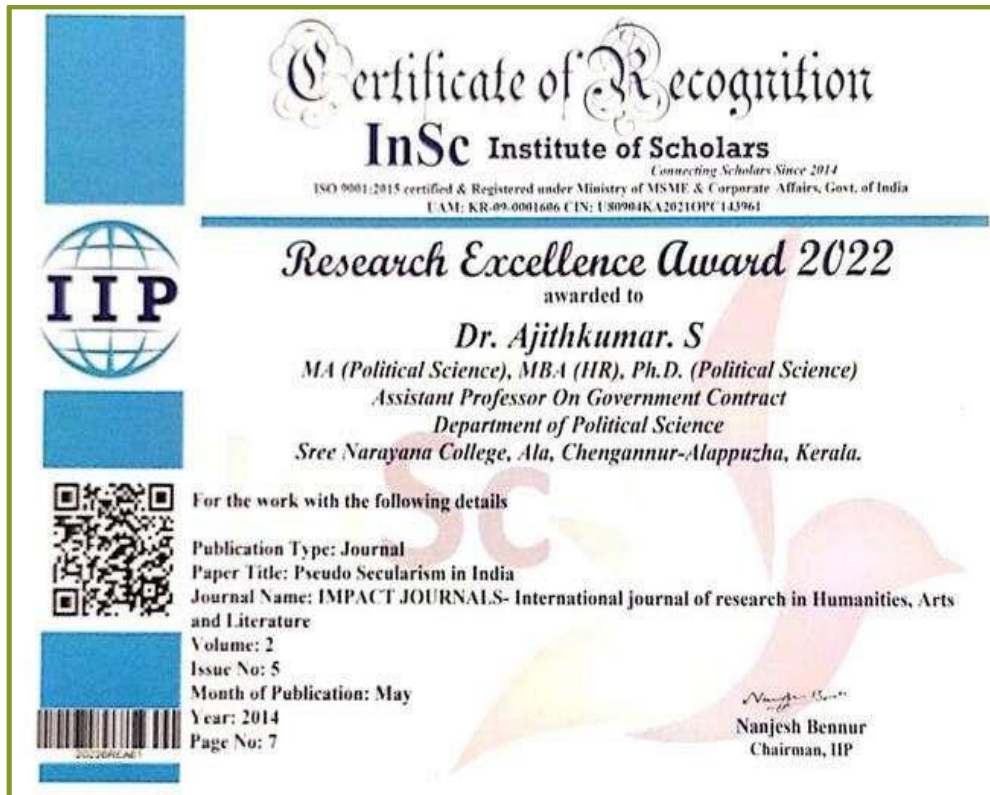 Certificate of Recognition
InSc Institute of Scholars
Connecting Scholars Since 2014
ISO 9001:2015 certified & Registered under Ministry of MSME & Corporate Affairs, Govt. of India
UAM: KR-09-0001606 CIN: U80904KA2021OPC143961
IIP
Research Excellence Award 2022
awarded to
Dr. Ajithkumar. S
MA (Political Science), MBA (HR), Ph.D. (Political Science)
Assistant Professor On Government Contract
Department of Political Science
Sree Narayana College, Ala, Chengannur-Alappuzha, Kerala.
InSc
For the work with the following details
Publication Type: Journal
Paper Title: Pseudo Secularism in India
Journal Name: IMPACT JOURNALS- International journal of research in Humanities, Arts
and Literature
Volume: 2
Issue No: 5
Month of Publication: May
Year: 2014
Page No: 7
Nanjesh Bennur
Chairman, IIP